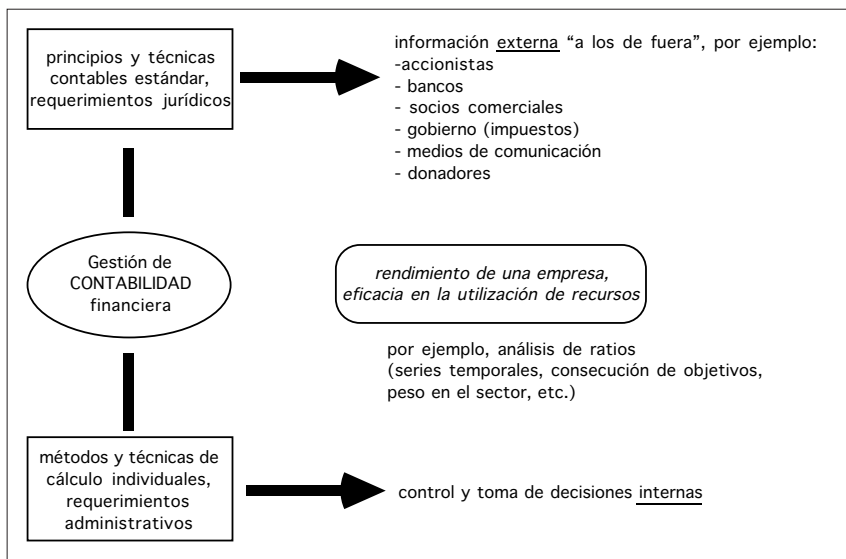 principios y técnicas
contables estándar,
requerimientos jurídicos
información externa “a los de fuera”, por ejemplo:
-accionistas
- bancos
- socios comerciales
- gobierno (impuestos)
- medios de comunicación
- donadores
Gestión de
CONTABILIDAD
financiera
rendimiento de una empresa,
eficacia en la utilización de recursos
por ejemplo, análisis de ratios
(series temporales, consecución de objetivos,
peso en el sector, etc.)
métodos y técnicas de
cálculo individuales,
requerimientos
administrativos
control y toma de decisiones internas